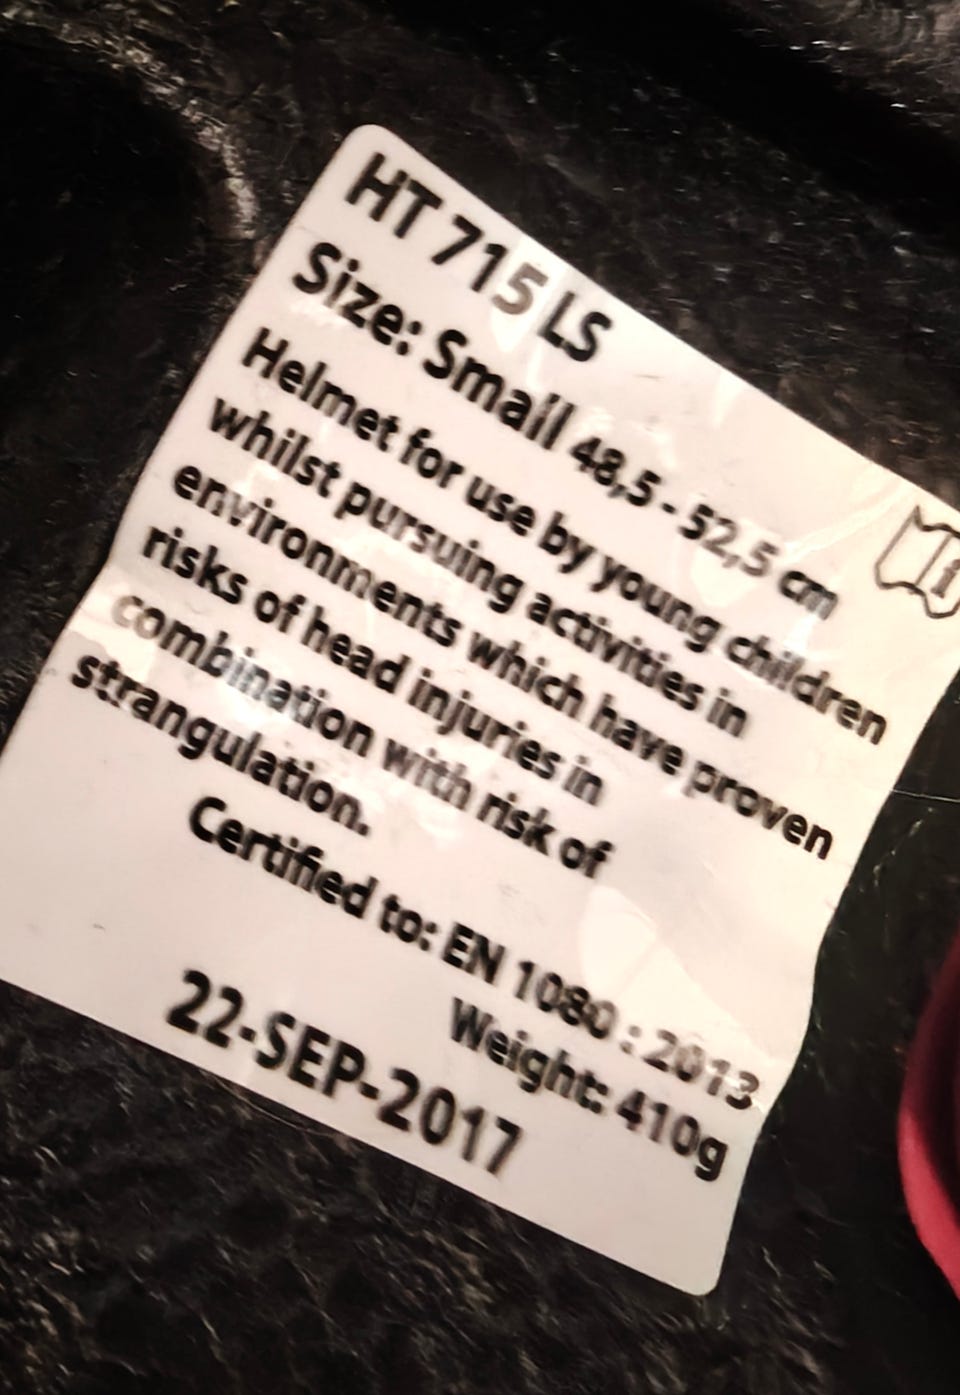 HT 715 LS
Size: Small 48,5 - 52,5 cm
Helmet for use by young children
whilst pursuing activities in
environments which have proven
risks of head injuries in
combination with risk of
strangulation.
Certified to: EN 1080 : 2013
Weight: 410g
22-SEP-2017
i